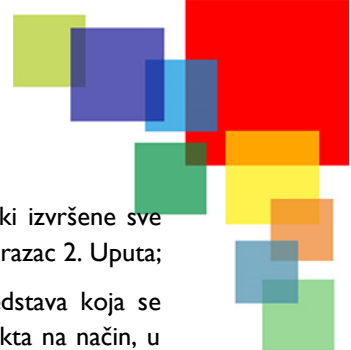 ki izvršene sve
razac 2. Uputa;
dstava koja se
kta na način, u